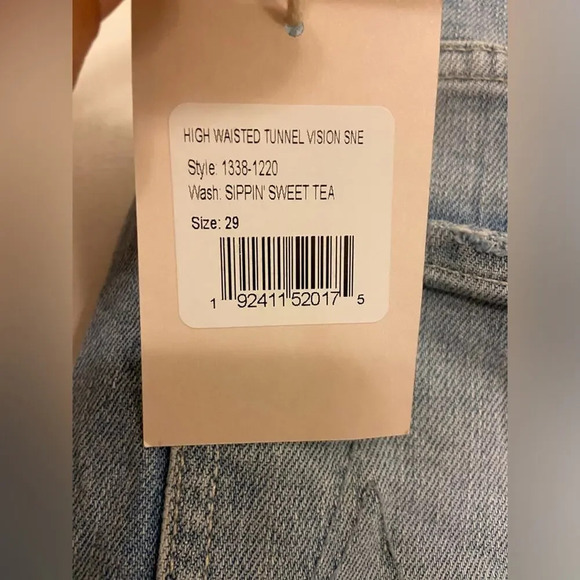 HIGH WAISTED TUNNEL VISION SNE
Style: 1338-1220
Wash: SIPPIN' SWEET TEA
Size: 29
1 92411 52017 5